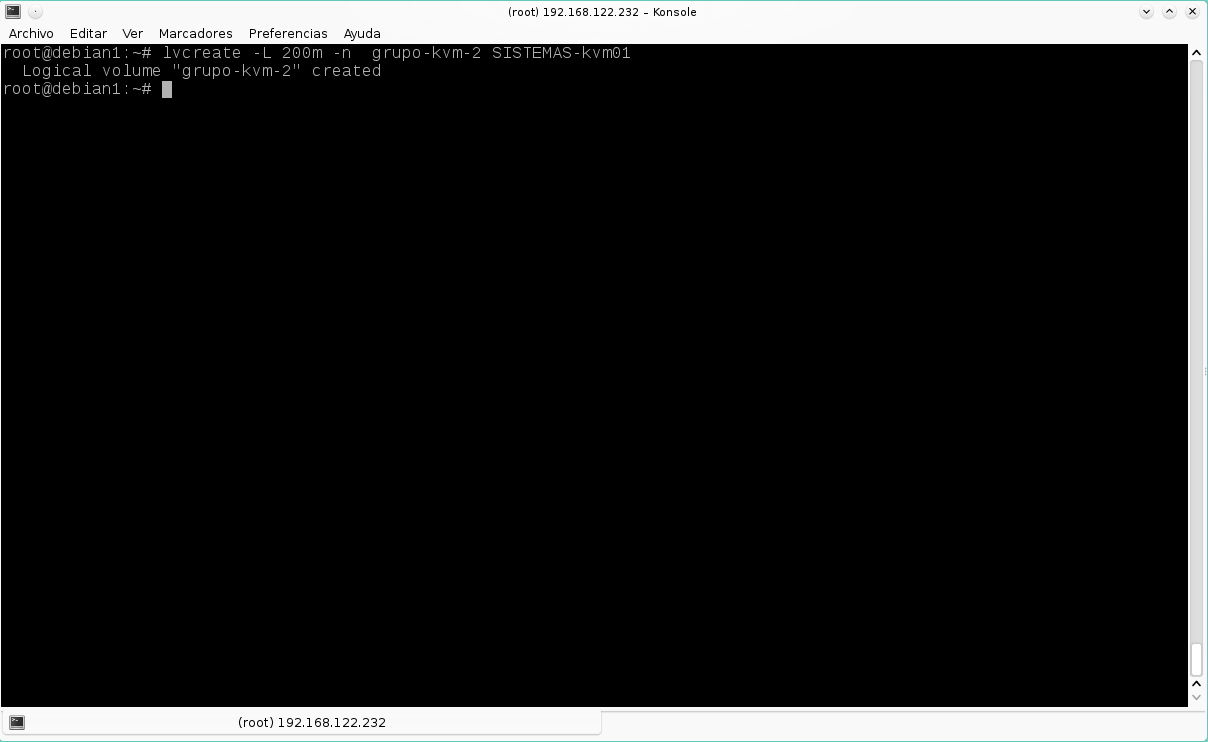 (root) 192.168.122.232 – Konsole
Archivo Editar Ver Marcadores Preferencias Ayuda
root@debian1:~# lvcreate -L 200m -n  grupo-kvm-2 SISTEMAS-kvm01
  Logical volume "grupo-kvm-2" created
root@debian1:~#
(root) 192.168.122.232